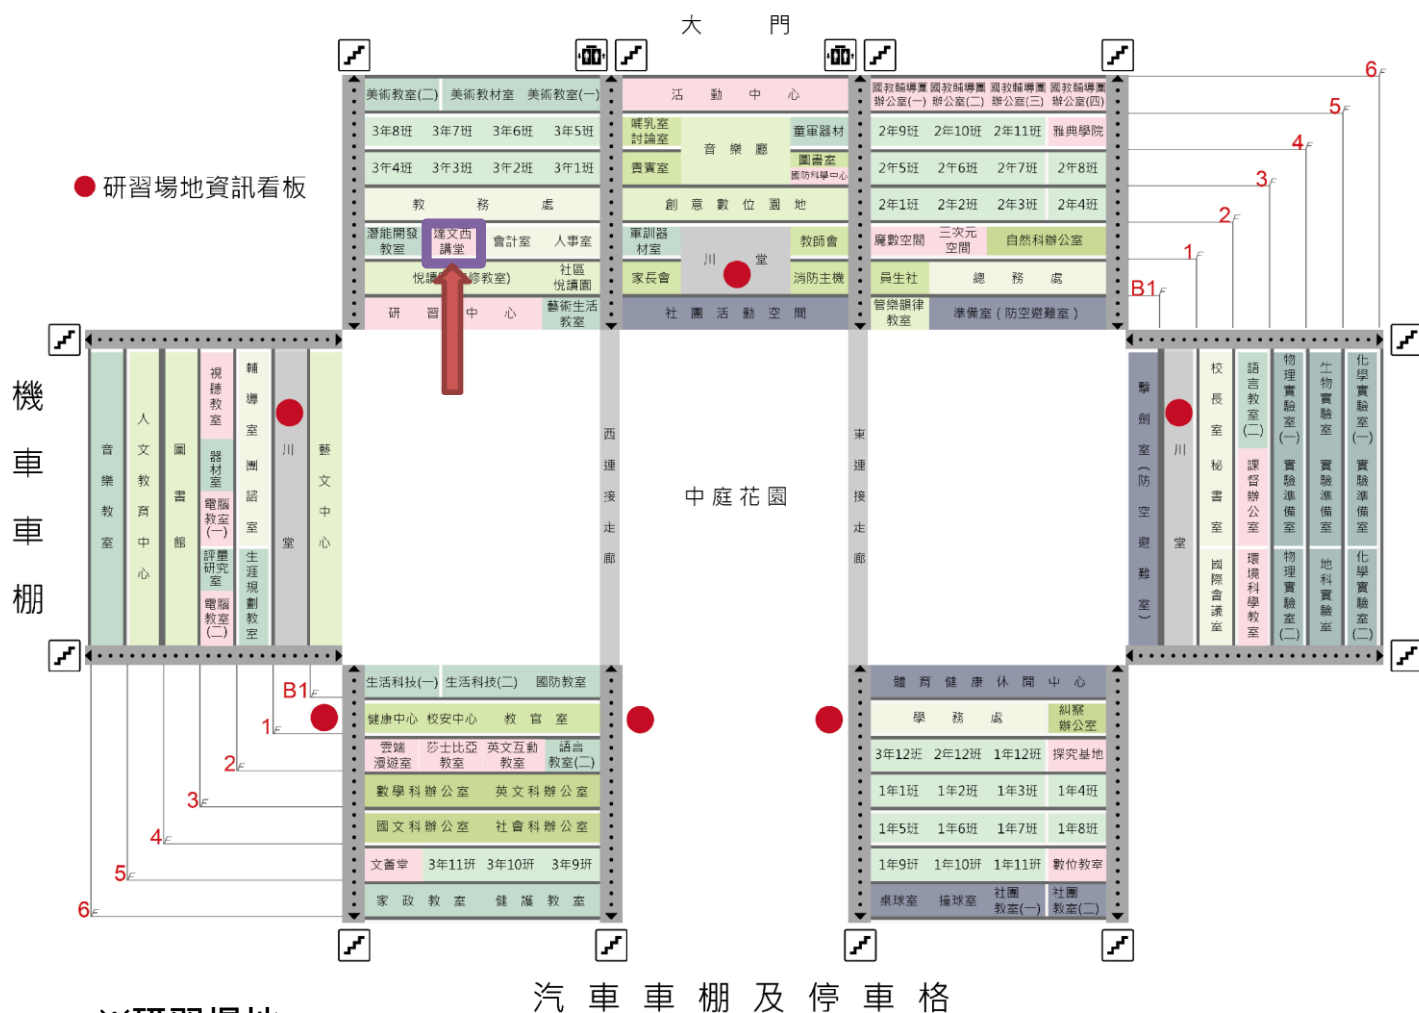 大 門
美術教室(二) 美術教材室 美術教室(一)
3年8班 3年7班 3年6班 3年5班
3年4班 3年3班 3年2班 3年1班
教 務 處
潛能開發
教室
達文西
講堂
會計室 人事室
社區
悅讀園
研 習 中 心
藝術生活
教室
活 動 中 心
哺乳室
討論室
音 樂 廳
童軍器材
貴賓室
圖書室
國防科學中心
創 意 數 位 園 地
軍訓器
材室
川 堂
教師會
家長會
消防主機
社 團 活 動 空 間
國教輔導團
辦公室(一)
國教輔導團
辦公室(二)
國教輔導團
辦公室(三)
國教輔導團
辦公室(四)
2年9班 2年10班 2年11班 雅典學院
2年5班 2年6班 2年7班 2年8班
2年1班 2年2班 2年3班 2年4班
魔數空間
三次元
空間
自然科辦公室
員生社 總 務 處
管樂韻律
教室
準備室(防空避難室)
6F
5F
4F
3F
2F
1F
B1F
研習場地資訊看板
機車車棚
音樂教室
人文教育中心
圖書館
視聽教室
器材室
電腦
教室
(一)
評量
研究
室
電腦
教室
(二)
輔導室
團諮室
生涯規劃教室
川堂
藝文中心
西連接走廊
中庭花園
東連接走廊
擊劍室(防空避難室)
川堂
校長室
秘書室
國際會議室
語言教室(二)
課督辦公室
環境科學教室
物理實驗室(一)
實驗準備室
物理實驗室(二)
生物實驗室
實驗準備室
地科實驗室
化學實驗室(一)
實驗準備室
化學實驗室(二)
B1F
1F
2F
3F
4F
5F
6F
生活科技(一) 生活科技(二) 國防教室
健康中心 校安中心 教 官 室
雲端
漫遊室
莎士比亞
教室
英文互動
教室
語言
教室(二)
數學科辦公室 英文科辦公室
國文科辦公室 社會科辦公室
文薈堂 3年11班 3年10班 3年9班
家 政 教 室 健 護 教 室
體 育 健 康 休 閒 中 心
學 務 處
糾察
辦公室
3年12班 2年12班 1年12班 探究基地
1年1班 1年2班 1年3班 1年4班
1年5班 1年6班 1年7班 1年8班
1年9班 1年10班 1年11班 數位教室
桌球室 撞球室
社團
教室(一)
社團
教室(二)
汽車車棚及停車格